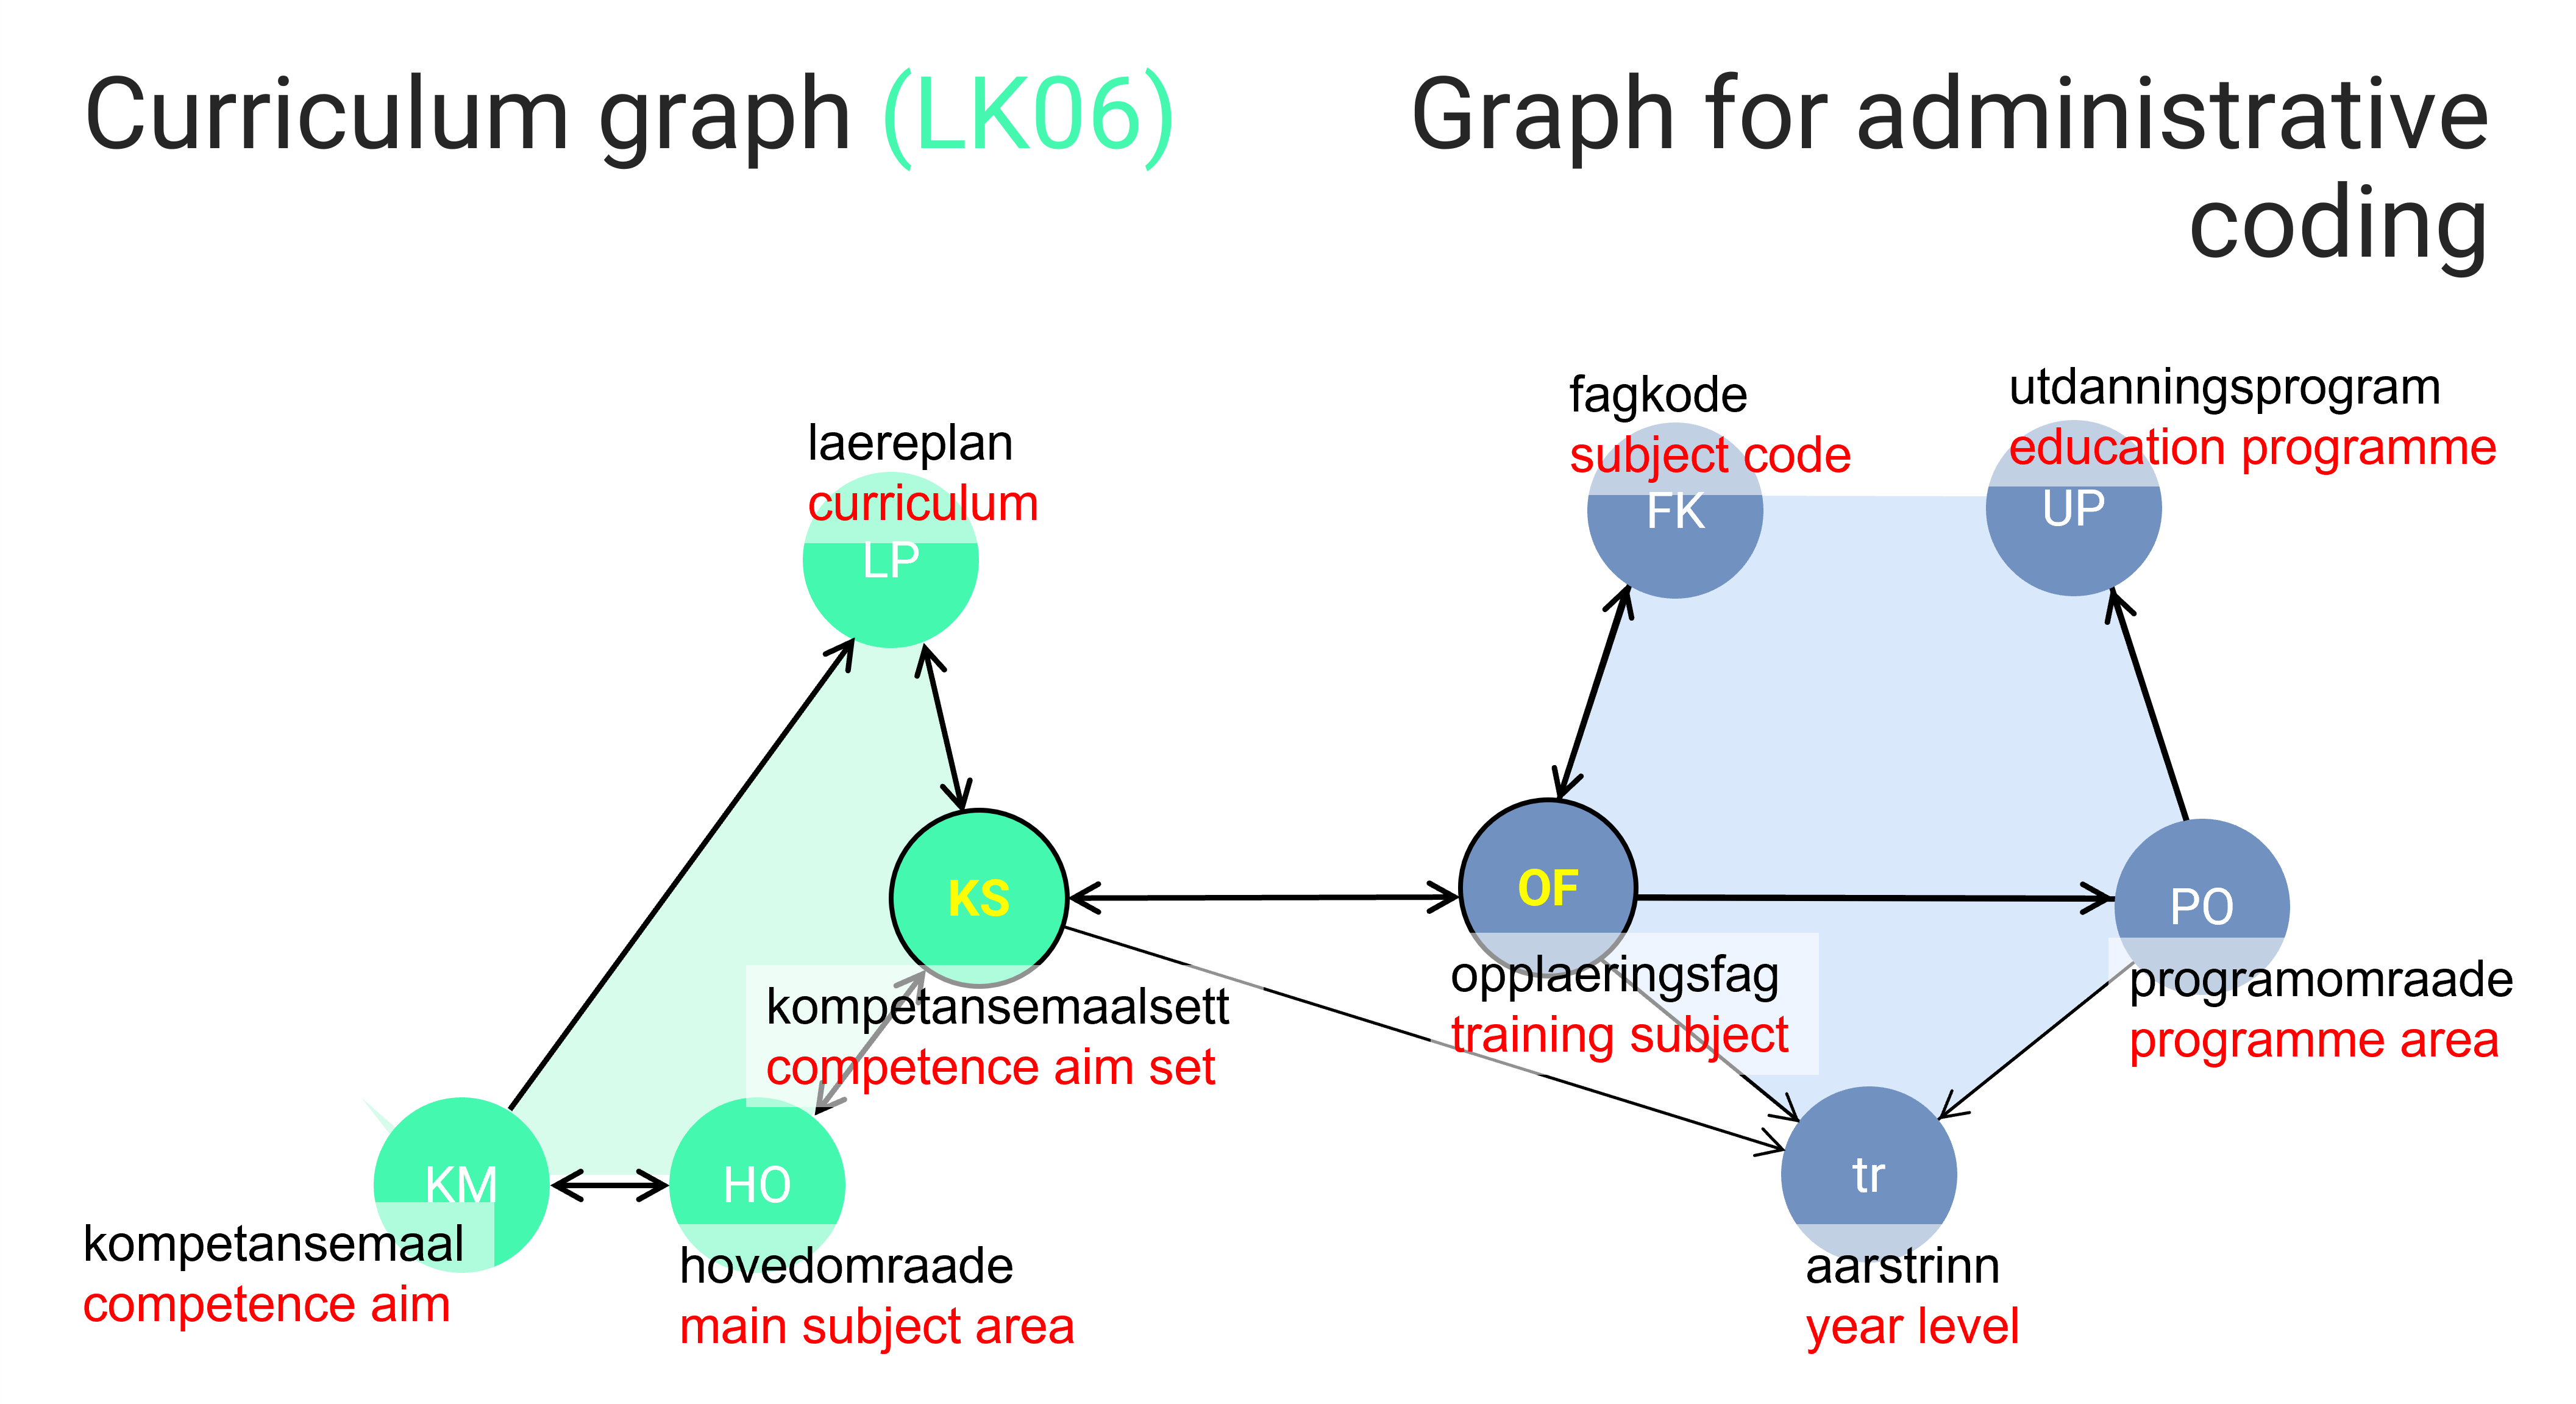 Curriculum graph (LK06)
Graph for administrative
coding
laereplan
curriculum
LP
fagkode
subject code
FK
utdanningsprogram
education programme
UP
KS
kompetansemaalsett
competence aim set
OF
opplaeringsfag
training subject
PO
programomraade
programme area
KM
kompetansemaal
competence aim
HO
hovedomraade
main subject area
tr
aarstrinn
year level